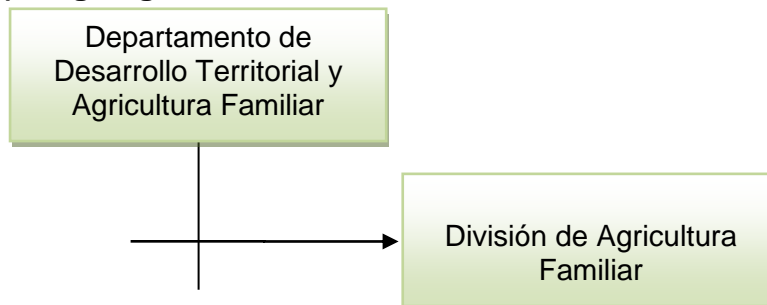 Departamento de
Desarrollo Territorial y
Agricultura Familiar
División de Agricultura
Familiar